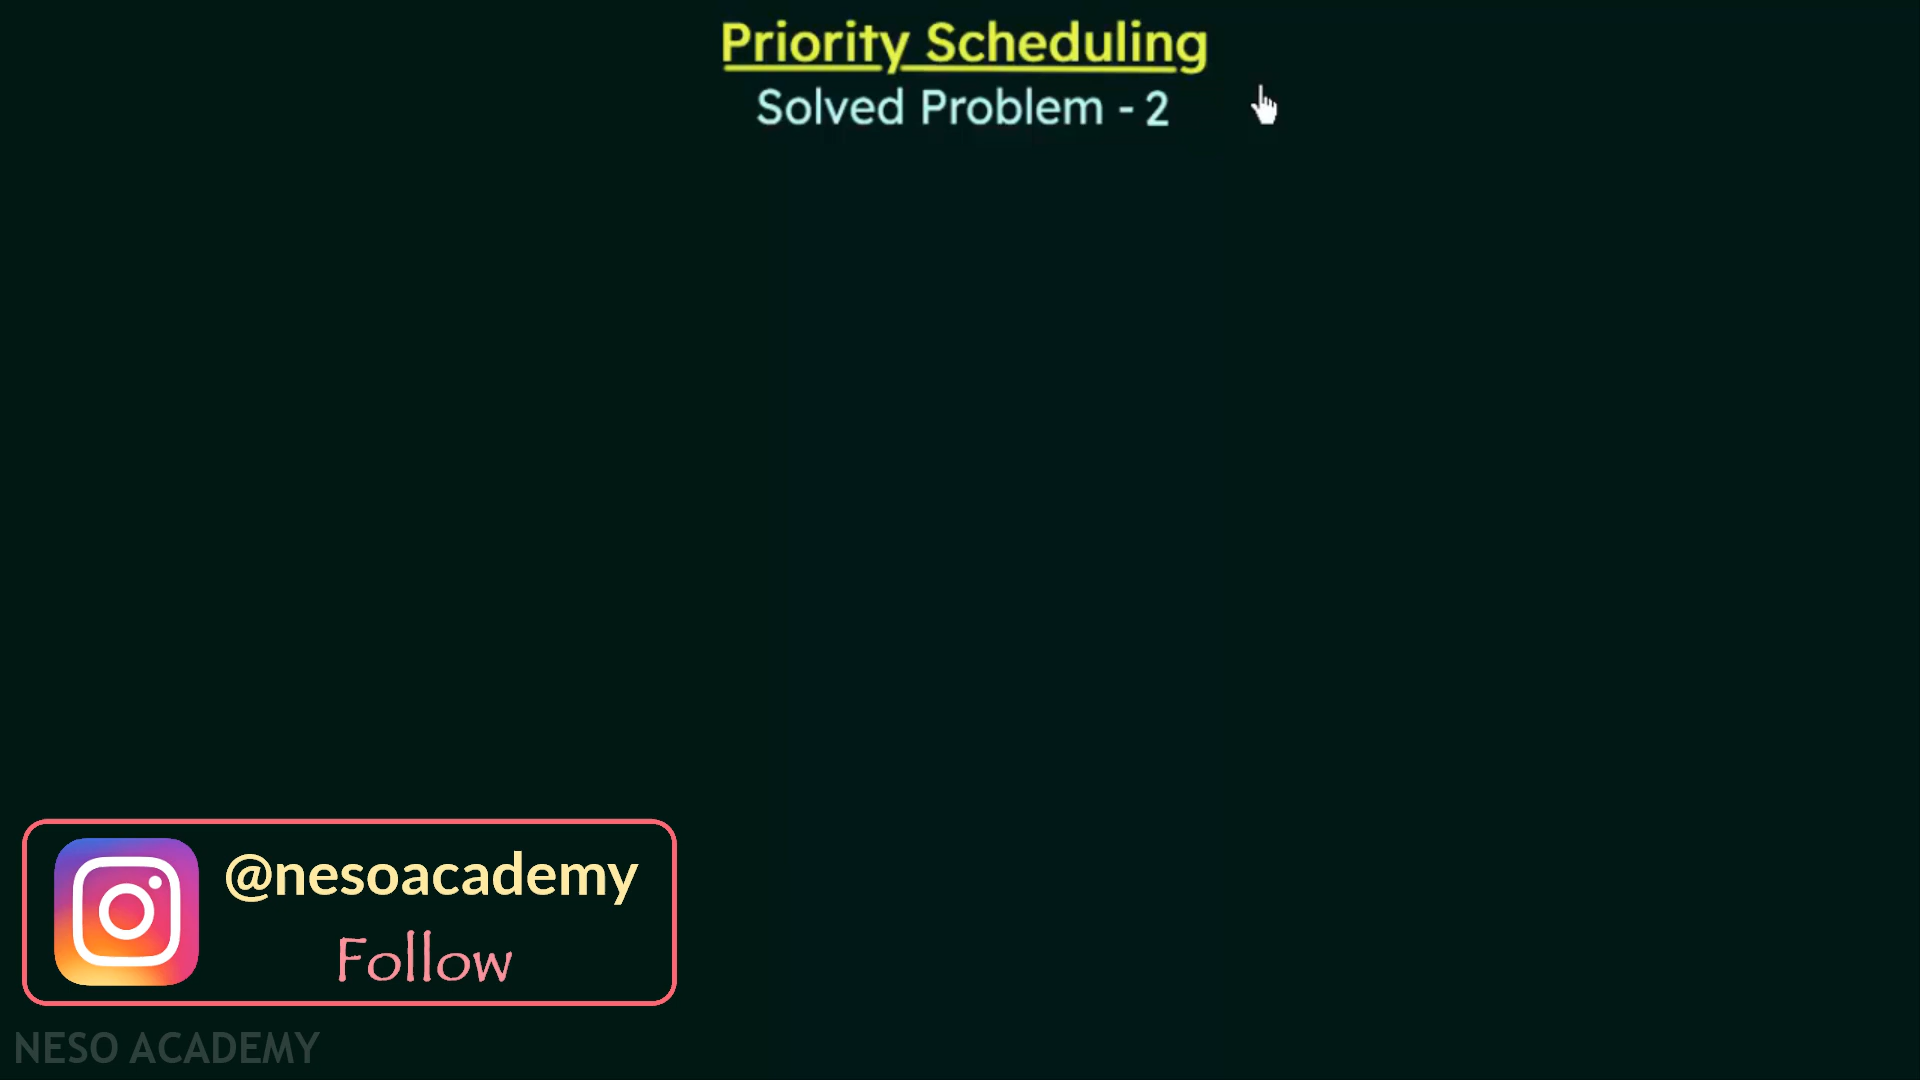 Priority Scheduling
Solved Problem - 2
@nesoacademy
Follow
NESO ACADEMY